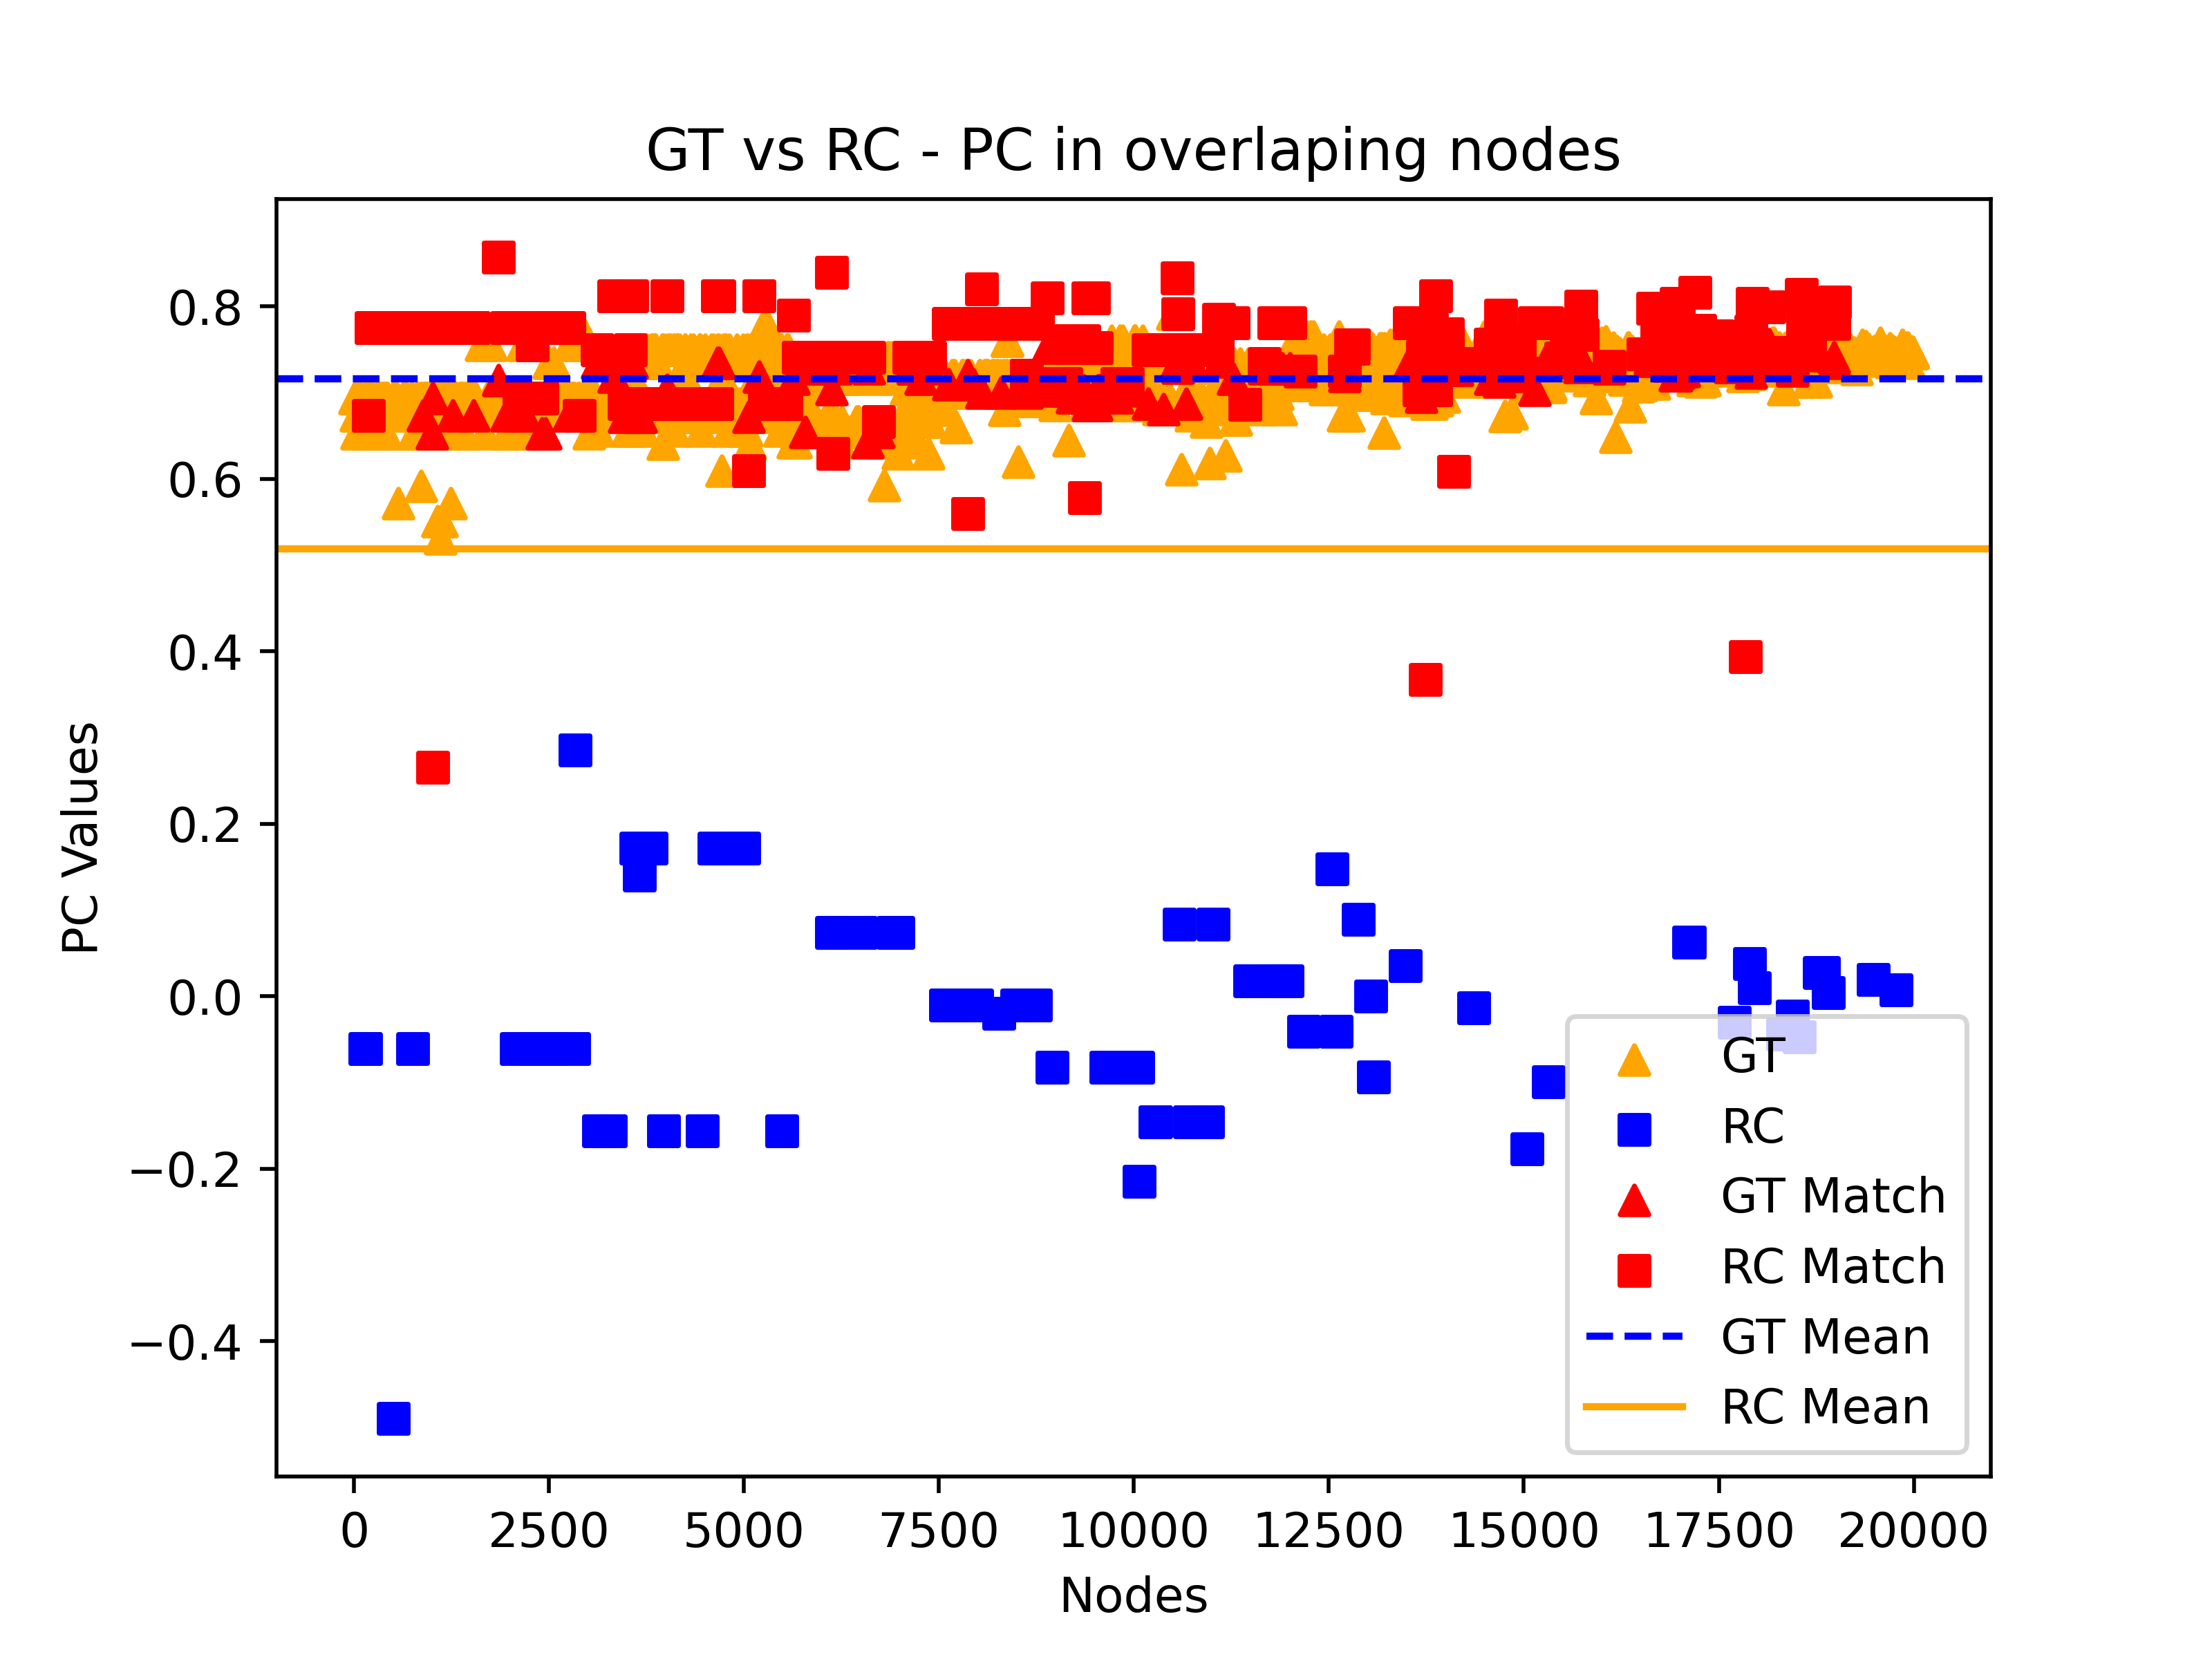 GT vs RC - PC in overlaping nodes
PC Values
0.8
0.6
0.4
0.2
0.0
−0.2
−0.4
GT
RC
GT Match
RC Match
GT Mean
RC Mean
0 2500 5000 7500 10000 12500 15000 17500 20000
Nodes